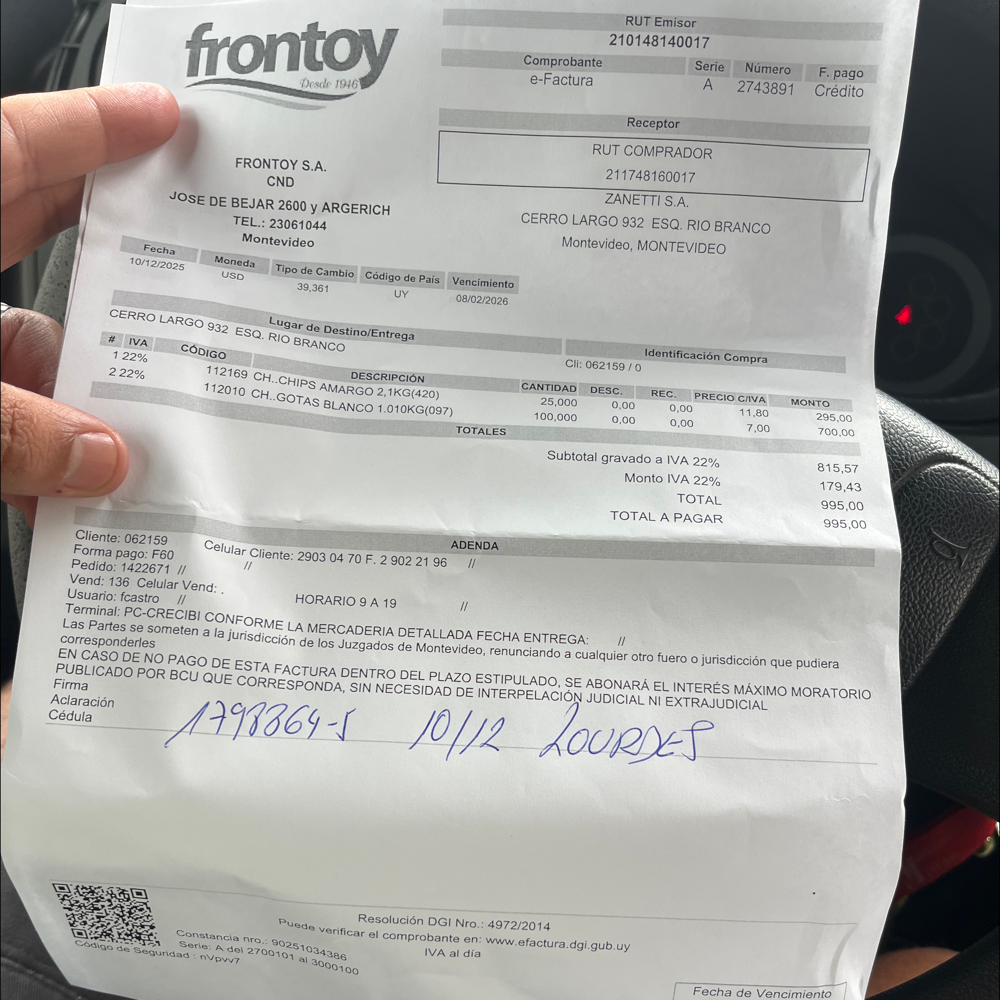 frontoy
Desde 1946
RUT Emisor
210148140017
Comprobante Serie Número F. pago
e-Factura A 2743891 Crédito
Receptor
RUT COMPRADOR
211748160017
ZANETTI S.A.
CERRO LARGO 932 ESQ. RIO BRANCO
Montevideo, MONTEVIDEO
FRONTOY S.A.
CND
JOSE DE BEJAR 2600 y ARGERICH
TEL.: 23061044
Montevideo
Fecha Moneda Tipo de Cambio Código de País Vencimiento
10/12/2025 USD 39,361 UY 08/02/2026
Lugar de Destino/Entrega
CERRO LARGO 932 ESQ. RIO BRANCO
Identificación Compra
Cli: 062159 / 0
# IVA CÓDIGO DESCRIPCIÓN CANTIDAD DESC. REC. PRECIO C/IVA MONTO
1 22% 112169 CH..CHIPS AMARGO 2,1KG(420) 25,000 0,00 0,00 11,80 295,00
2 22% 112010 CH..GOTAS BLANCO 1.010KG(097) 100,000 0,00 0,00 7,00 700,00
TOTALES
Subtotal gravado a IVA 22% 815,57
Monto IVA 22% 179,43
TOTAL 995,00
TOTAL A PAGAR 995,00
ADENDA
Cliente: 062159 Celular Cliente: 2903 04 70 F. 2 902 21 96 //
Forma pago: F60 //
Pedido: 1422671 //
Vend: 136 Celular Vend: . HORARIO 9 A 19 //
Usuario: fcastro //
Terminal: PC-CRECIBI CONFORME LA MERCADERIA DETALLADA FECHA ENTREGA: //
Las Partes se someten a la jurisdicción de los Juzgados de Montevideo, renunciando a cualquier otro fuero o jurisdicción que pudiera
corresponderles
EN CASO DE NO PAGO DE ESTA FACTURA DENTRO DEL PLAZO ESTIPULADO, SE ABONARÁ EL INTERÉS MÁXIMO MORATORIO
PUBLICADO POR BCU QUE CORRESPONDA, SIN NECESIDAD DE INTERPELACIÓN JUDICIAL NI EXTRAJUDICIAL
Firma
Aclaración
Cédula
1798864-5 10/12 LOURDES
Resolución DGI Nro.: 4972/2014
Puede verificar el comprobante en: www.efactura.dgi.gub.uy
IVA al día
Constancia nro.: 90251034386
Serie: A del 2700101 al 3000100
Código de Seguridad : nVpvv7
Fecha de Vencimiento